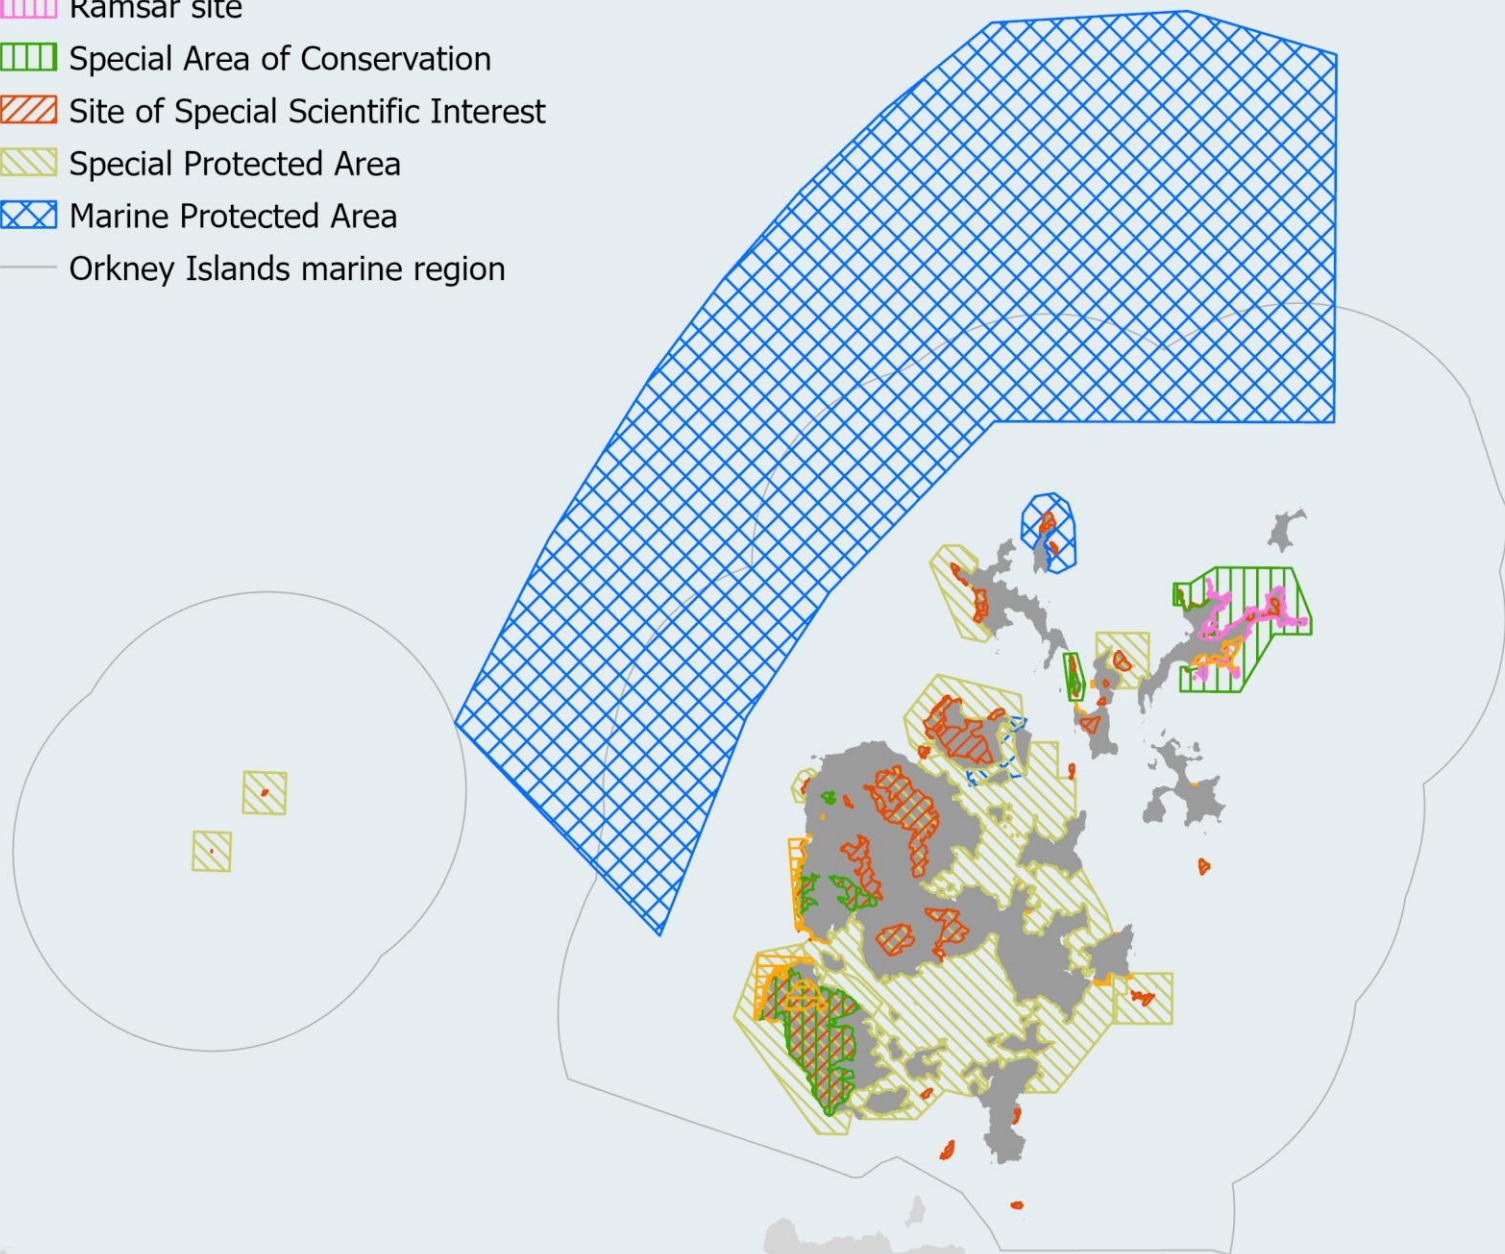 Ramsar site
Special Area of Conservation
Site of Special Scientific Interest
Special Protected Area
Marine Protected Area
Orkney Islands marine region